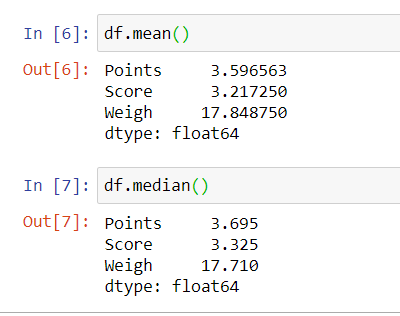 In [6]: df.mean()
Out[6]: Points 3.596563
Score 3.217250
Weigh 17.848750
dtype: float64
In [7]: df.median()
Out[7]: Points 3.695
Score 3.325
Weigh 17.710
dtype: float64